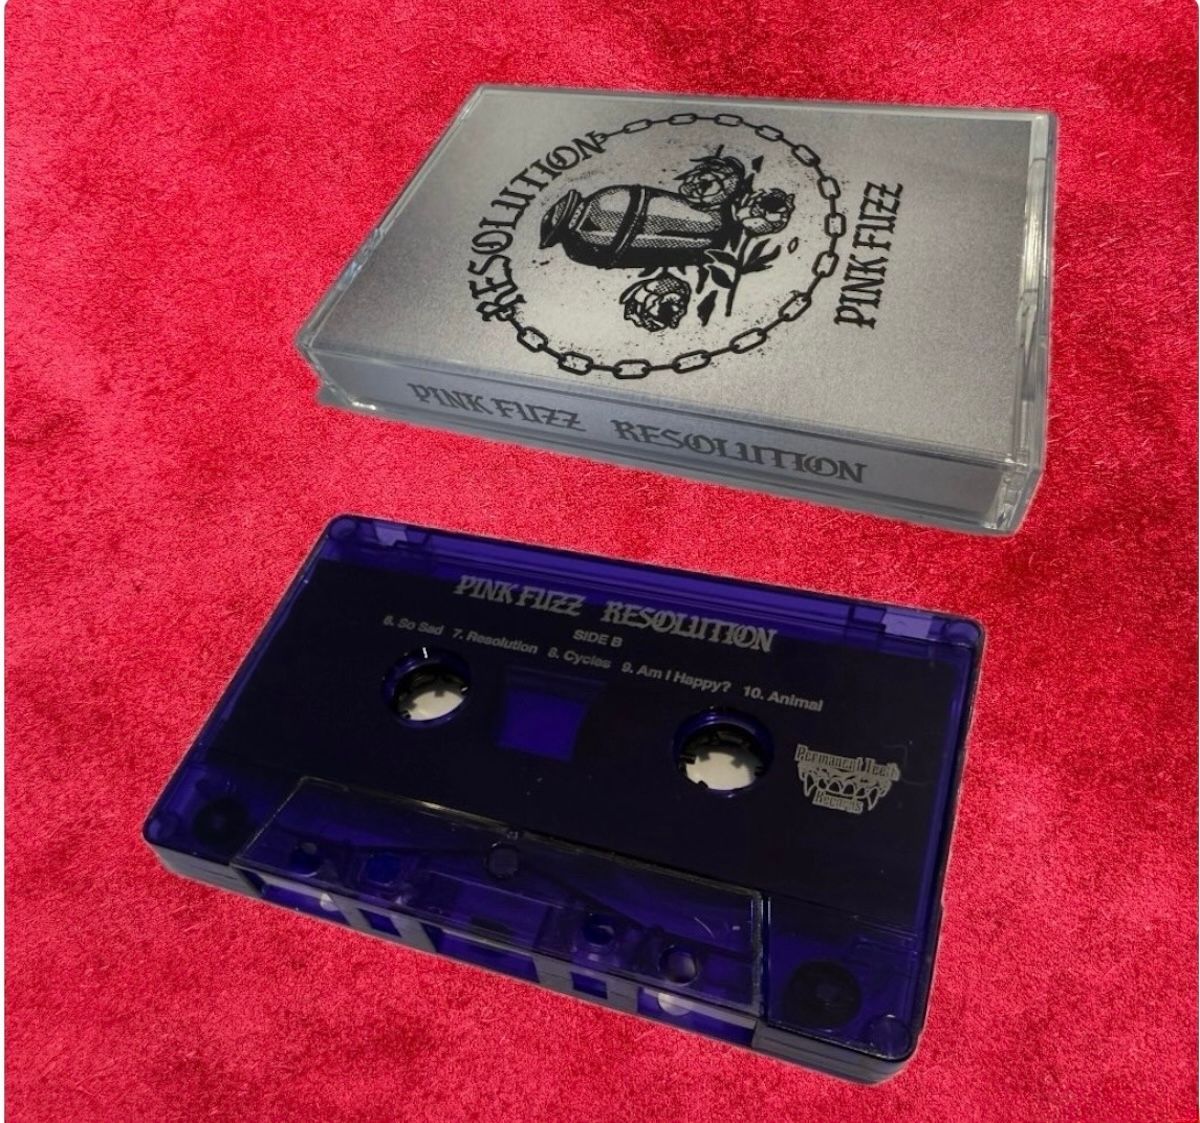 RESOLUTION
PINK FUZZ
PINK FUZZ RESOLUTION
PINK FUZZ RESOLUTION
SIDE B
6. So Sad 7. Resolution 8. Cycles 9. Am I Happy? 10. Animal
Permanent Teeth
Records